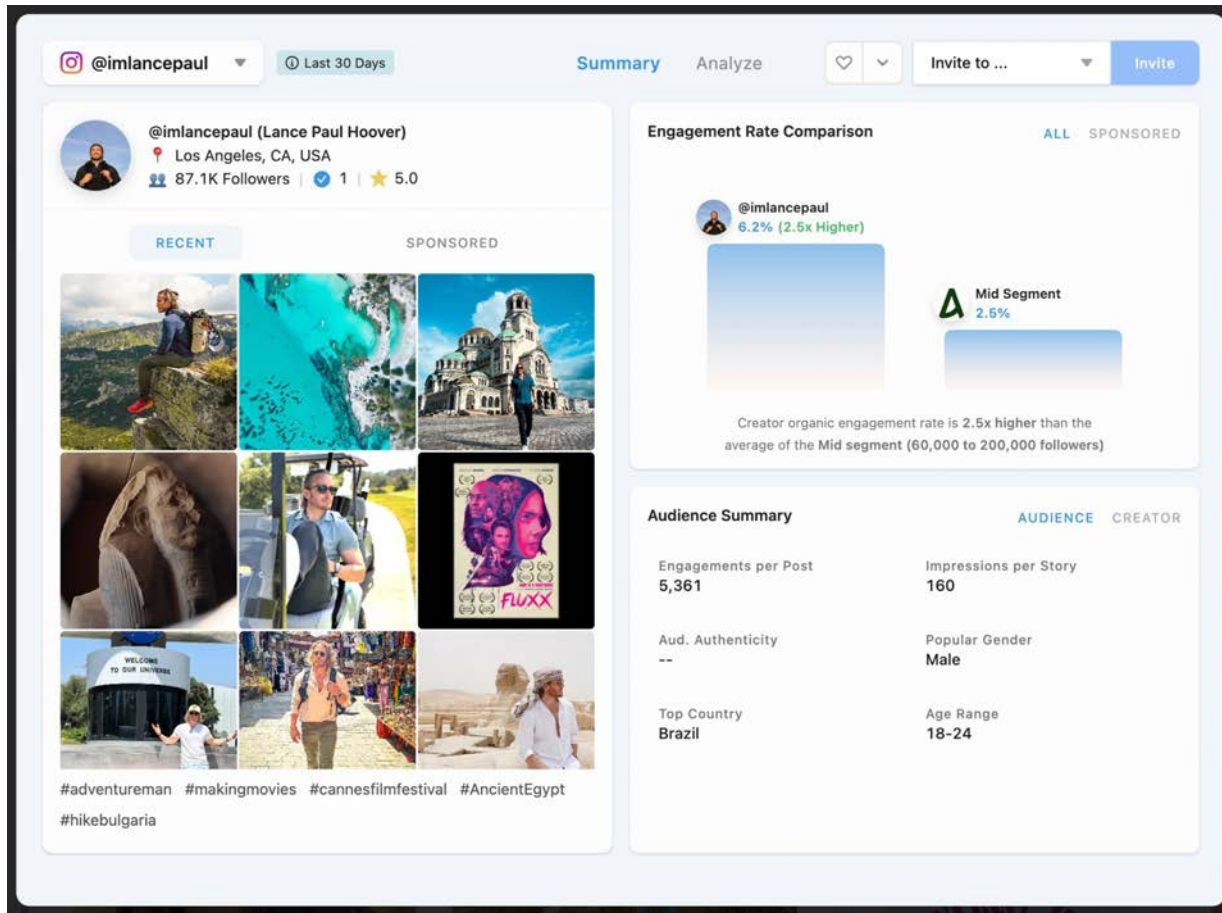 @imlancepaul
Last 30 Days
Summary
Analyze
Invite to ...
Invite
@imlancepaul (Lance Paul Hoover)
Los Angeles, CA, USA
87.1K Followers | 1 | 5.0
RECENT
SPONSORED
WELCOME
TO OUR UNIVERSE
FLUXX
#adventureman #makingmovies #cannesfilmfestival #AncientEgypt
#hikebulgaria
Engagement Rate Comparison
ALL
SPONSORED
@imlancepaul
6.2% (2.5x Higher)
Mid Segment
2.5%
Creator organic engagement rate is 2.5x higher than the
average of the Mid segment (60,000 to 200,000 followers)
Audience Summary
AUDIENCE
CREATOR
Engagements per Post
5,361
Impressions per Story
160
Aud. Authenticity
--
Popular Gender
Male
Top Country
Brazil
Age Range
18-24